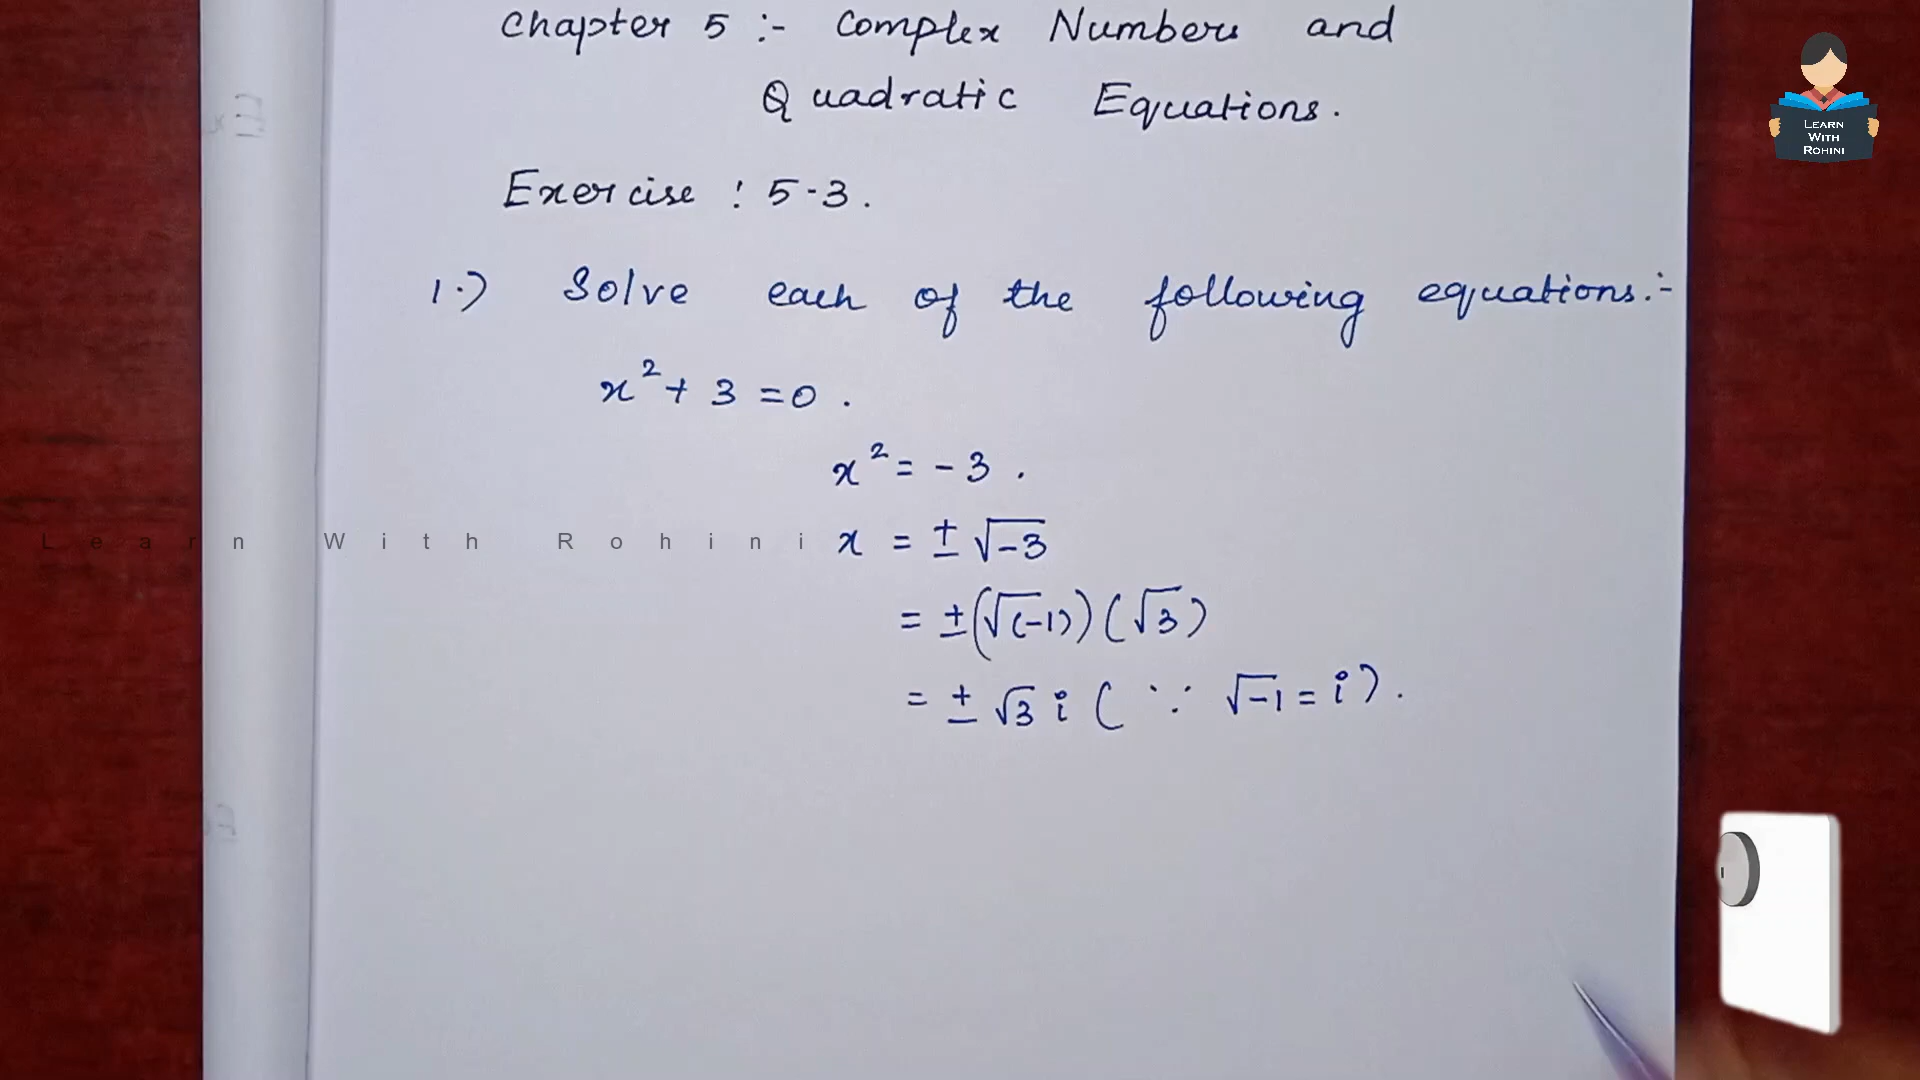 Chapter 5 :- Complex Numbers and
Quadratic Equations.
LEARN
WITH
ROHINI
Exercise : 5.3.
1.) Solve each of the following equations:-
x² + 3 = 0.
x² = -3.
Learn With Rohini
x = ± √-3
= ±(√(-1))(√3)
= ± √3 i (∵ √-1 = i).